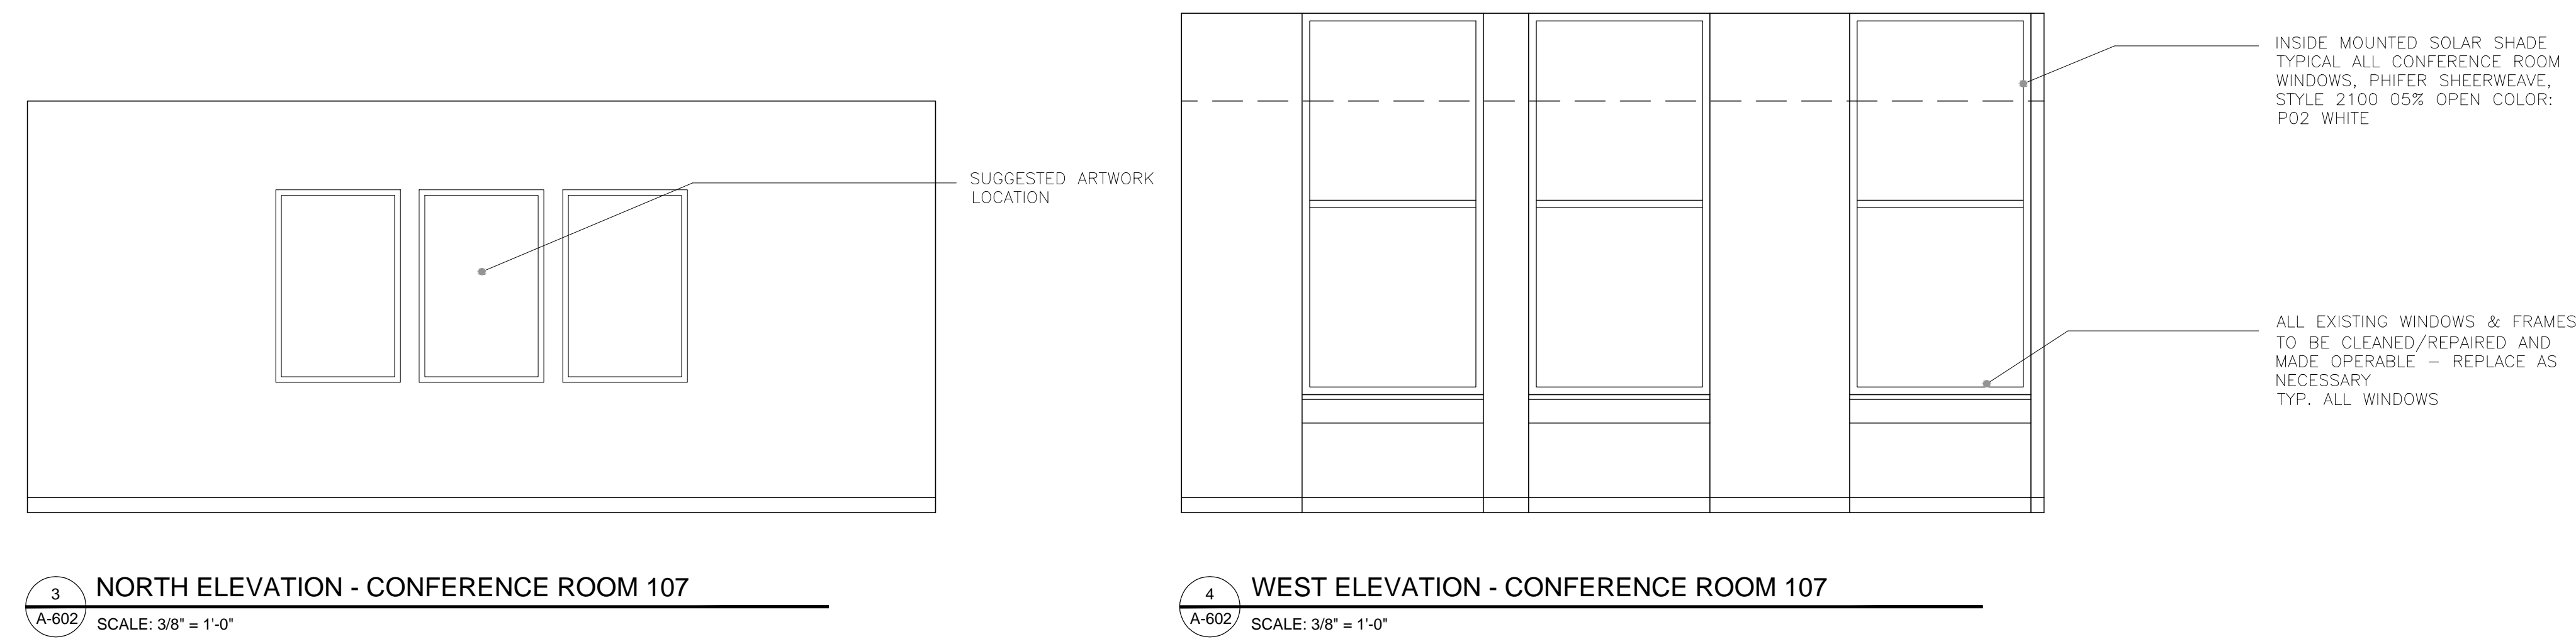 SUGGESTED ARTWORK
LOCATION
3
A-602
NORTH ELEVATION - CONFERENCE ROOM 107
SCALE: 3/8" = 1'-0"
INSIDE MOUNTED SOLAR SHADE
TYPICAL ALL CONFERENCE ROOM
WINDOWS, PHIFER SHEERWEAVE,
STYLE 2100 05% OPEN COLOR:
P02 WHITE
ALL EXISTING WINDOWS & FRAMES
TO BE CLEANED/REPAIRED AND
MADE OPERABLE – REPLACE AS
NECESSARY
TYP. ALL WINDOWS
4
A-602
WEST ELEVATION - CONFERENCE ROOM 107
SCALE: 3/8" = 1'-0"